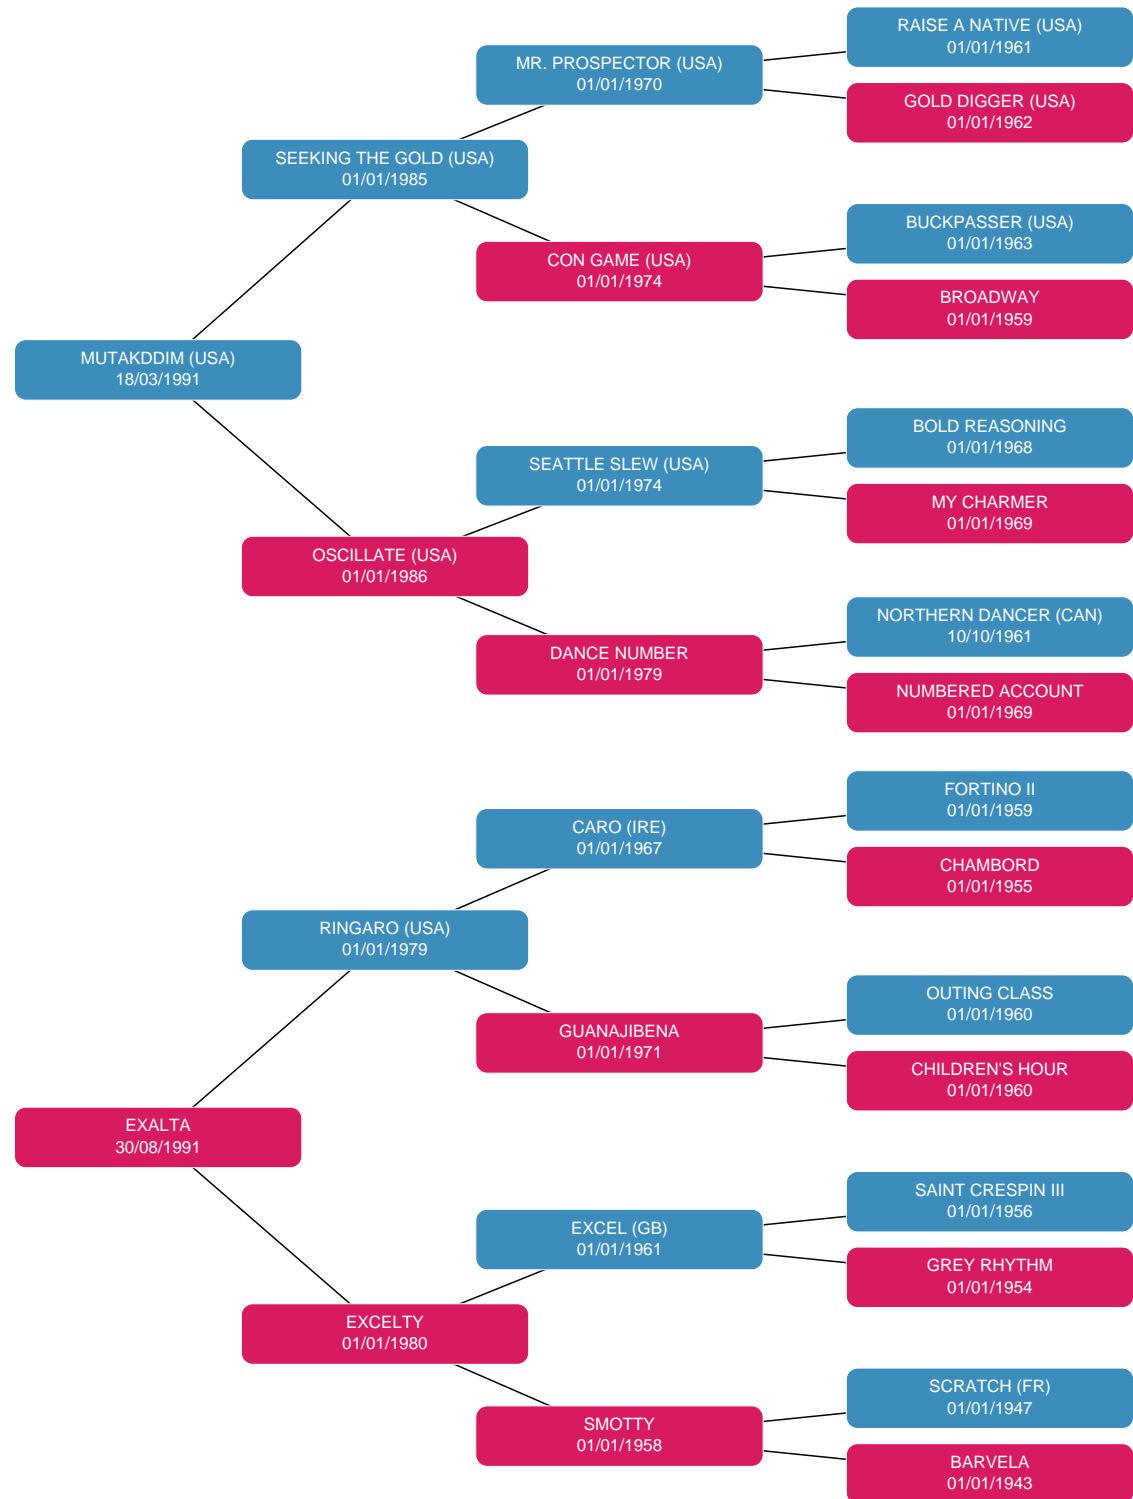 RAISE A NATIVE (USA)
01/01/1961
MR. PROSPECTOR (USA)
01/01/1970
GOLD DIGGER (USA)
01/01/1962
SEEKING THE GOLD (USA)
01/01/1985
BUCKPASSER (USA)
01/01/1963
CON GAME (USA)
01/01/1974
BROADWAY
01/01/1959
MUTAKDDIM (USA)
18/03/1991
BOLD REASONING
01/01/1968
SEATTLE SLEW (USA)
01/01/1974
MY CHARMER
01/01/1969
OSCILLATE (USA)
01/01/1986
NORTHERN DANCER (CAN)
10/10/1961
DANCE NUMBER
01/01/1979
NUMBERED ACCOUNT
01/01/1969
FORTINO II
01/01/1959
CARO (IRE)
01/01/1967
CHAMBORD
01/01/1955
RINGARO (USA)
01/01/1979
OUTING CLASS
01/01/1960
GUANAJIBENA
01/01/1971
CHILDREN'S HOUR
01/01/1960
EXALTA
30/08/1991
SAINT CRESPIN III
01/01/1956
EXCEL (GB)
01/01/1961
GREY RHYTHM
01/01/1954
EXCELTY
01/01/1980
SCRATCH (FR)
01/01/1947
SMOTTY
01/01/1958
BARVELA
01/01/1943